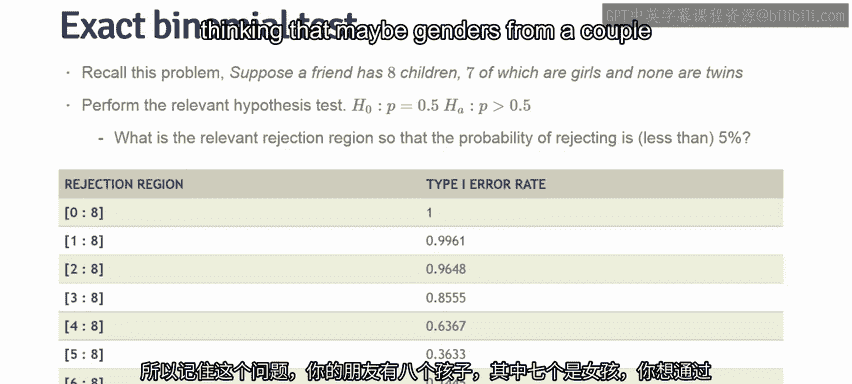 GPT中英字幕课程资源@bilibili.com
Exact binomial test
thinking that maybe genders from a couple
· Recall this problem, Suppose a friend has 8 children, 7 of which are girls and none are twins
· Perform the relevant hypothesis test. H₀ : p = 0.5 Hₐ : p > 0.5
- What is the relevant rejection region so that the probability of rejecting is (less than) 5%?
REJECTION REGION TYPE I ERROR RATE
[0 : 8] 1
[1 : 8] 0.9961
[2 : 8] 0.9648
[3 : 8] 0.8555
[4 : 8] 0.6367
[5 : 8] 0.3633
所以记住这个问题，你的朋友有八个孩子，其中七个是女孩，你想通过